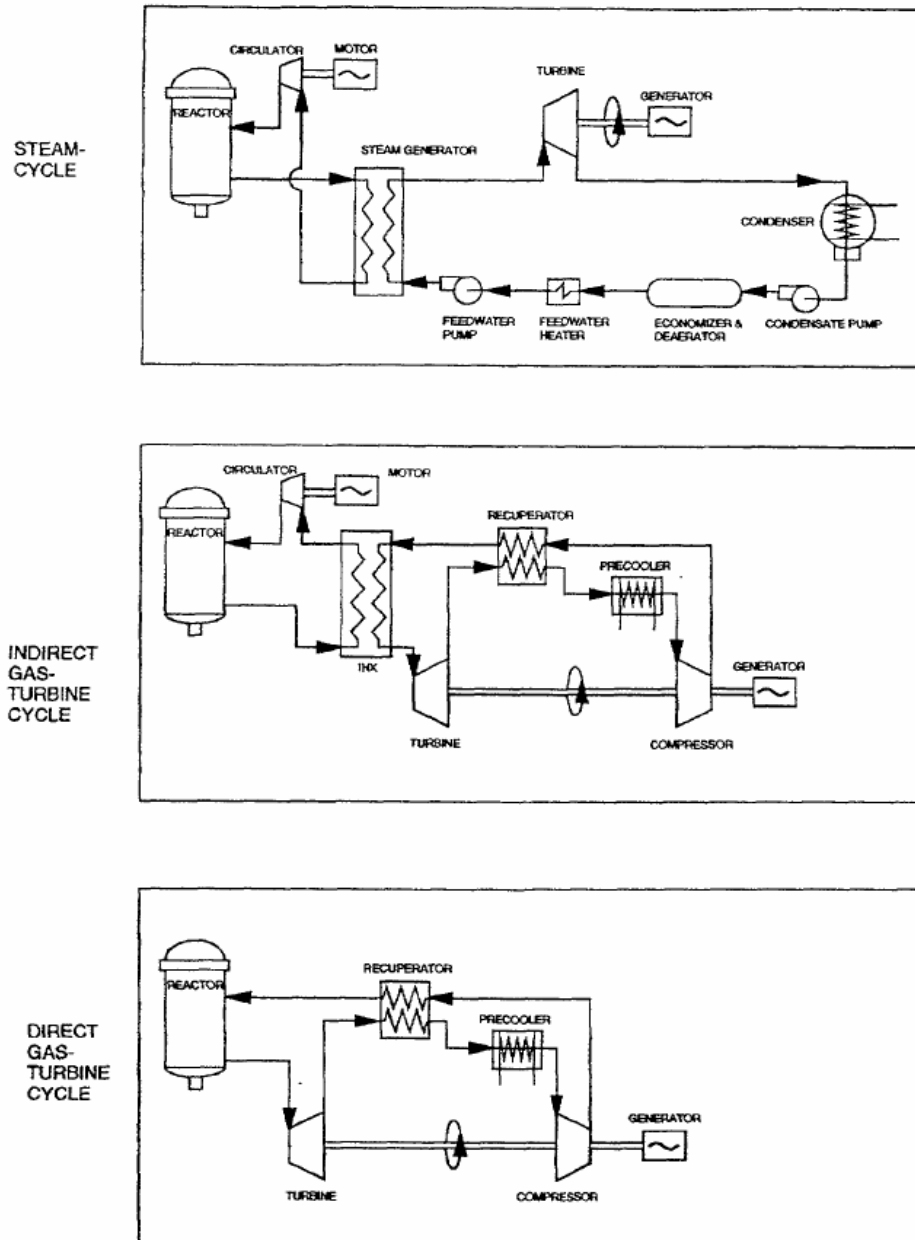 STEAM-
CYCLE
CIRCULATOR
MOTOR
REACTOR
STEAM GENERATOR
TURBINE
GENERATOR
CONDENSER
FEEDWATER
PUMP
FEEDWATER
HEATER
ECONOMIZER &
DEAERATOR
CONDENSATE PUMP
INDIRECT
GAS-
TURBINE
CYCLE
CIRCULATOR
MOTOR
REACTOR
RECUPERATOR
PRECOOLER
IHX
TURBINE
COMPRESSOR
GENERATOR
DIRECT
GAS-
TURBINE
CYCLE
REACTOR
RECUPERATOR
PRECOOLER
TURBINE
COMPRESSOR
GENERATOR